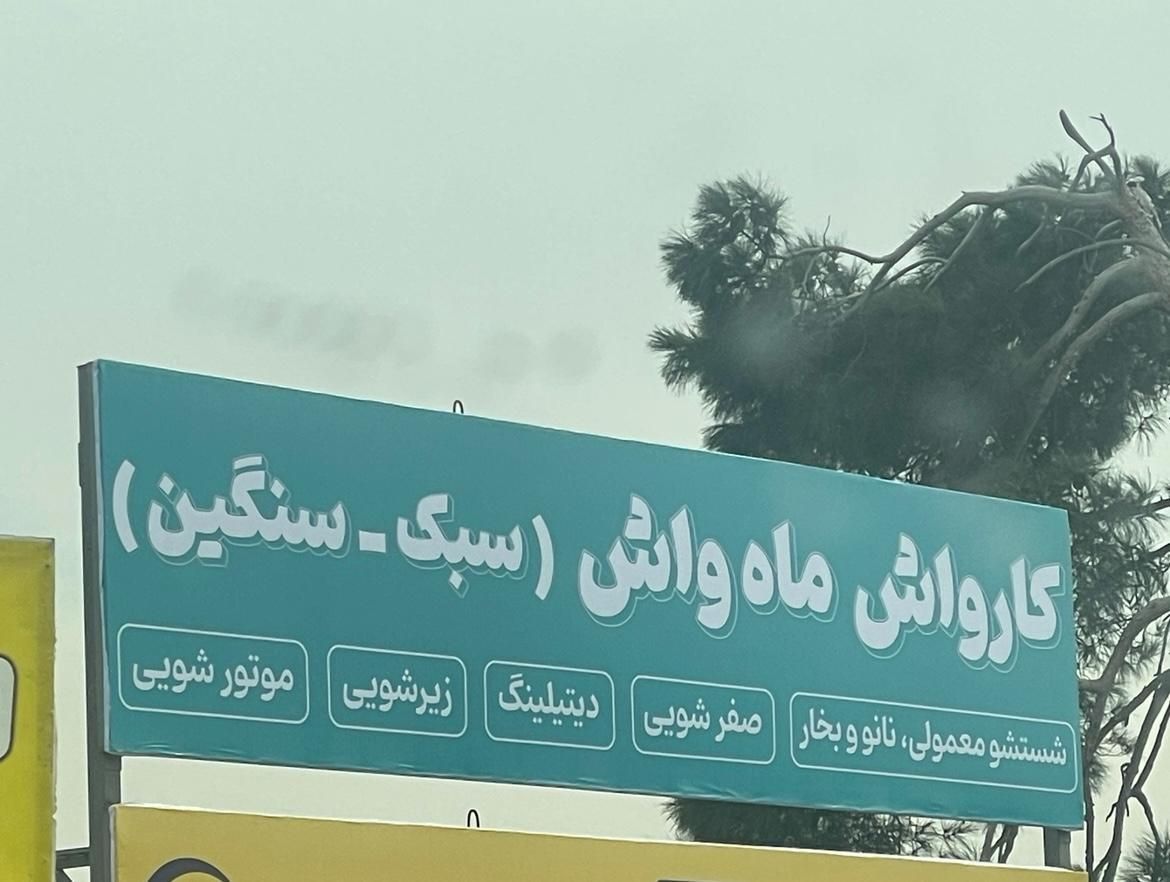 کارواش ماه واش (سبک - سنگین)
شستشو معمولی، نانو و بخار صفر شویی دیتیلینگ زیرشویی موتور شویی